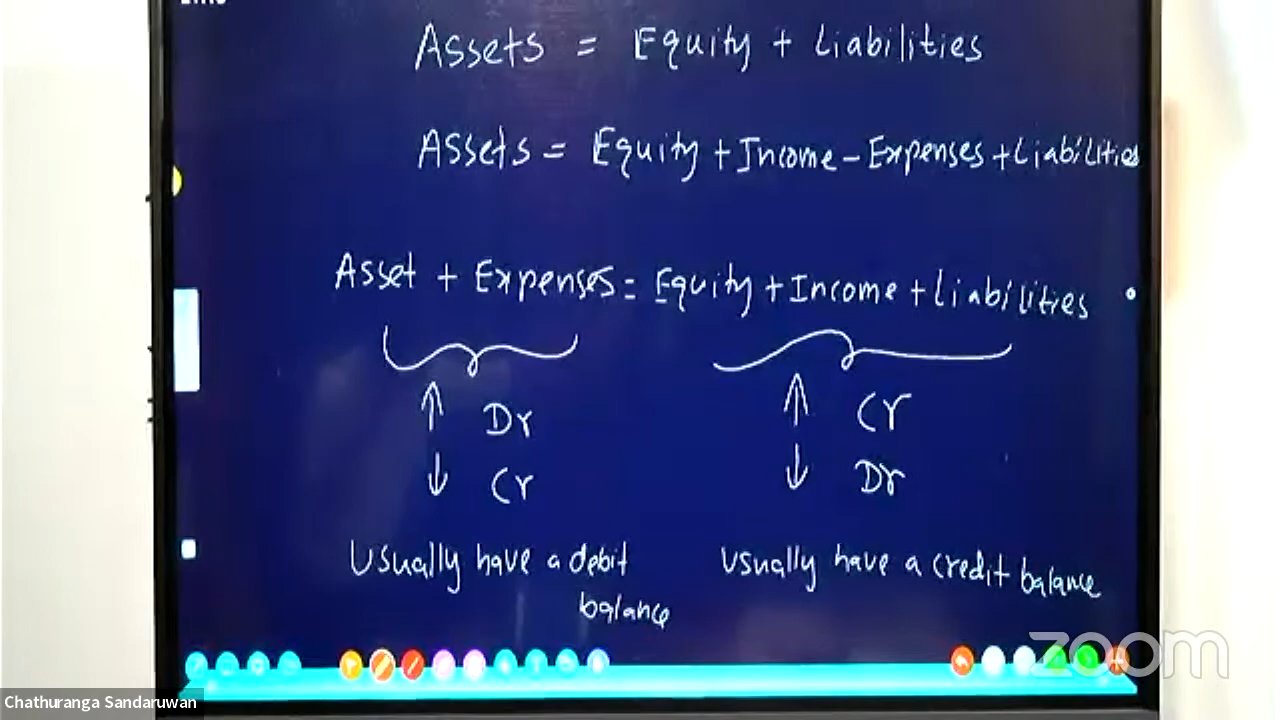 Assets = Equity + Liabilities
Assets = Equity + Income - Expenses + Liabilities
Asset + Expenses = Equity + Income + Liabilities
↑ Dr
↓ Cr
↑ Cr
↓ Dr
Usually have a debit
balance
Usually have a credit balance
zoom
Chathuranga Sandaruwan